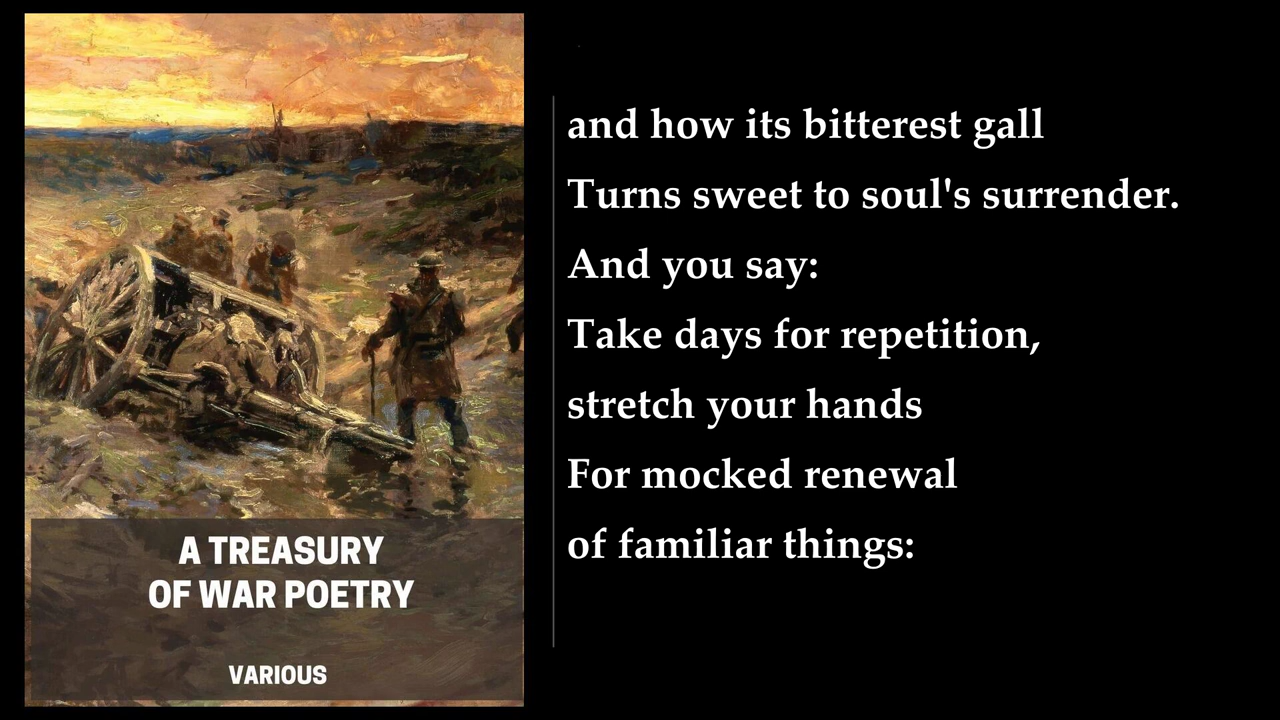 A TREASURY
OF WAR POETRY
VARIOUS
and how its bitterest gall
Turns sweet to soul's surrender.
And you say:
Take days for repetition,
stretch your hands
For mocked renewal
of familiar things: